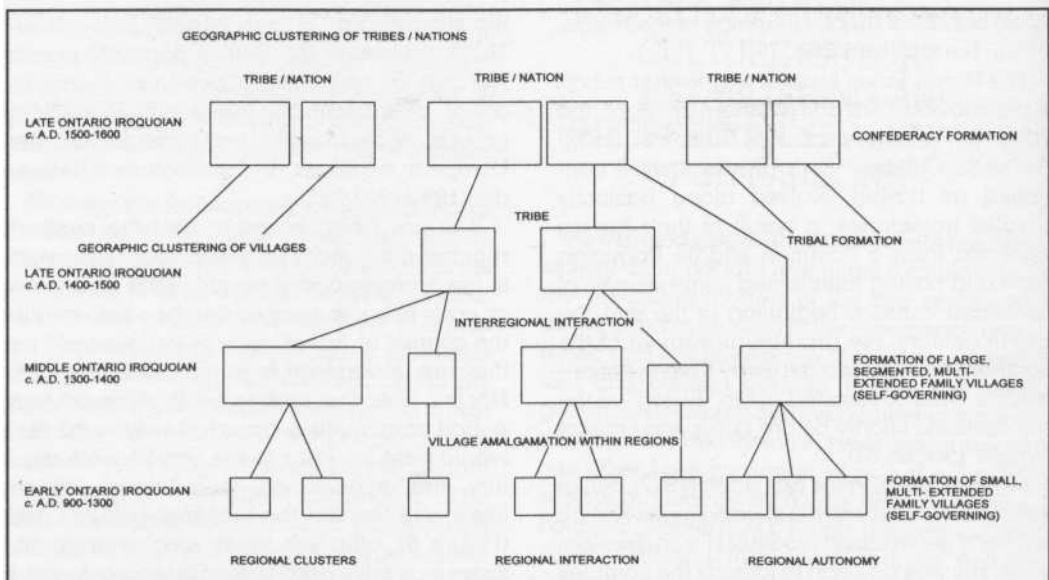 GEOGRAPHIC CLUSTERING OF TRIBES / NATIONS
TRIBE / NATION
TRIBE / NATION
TRIBE / NATION
LATE ONTARIO IROQUOIAN
c. A.D. 1500-1600
CONFEDERACY FORMATION
TRIBE
GEOGRAPHIC CLUSTERING OF VILLAGES
TRIBAL FORMATION
LATE ONTARIO IROQUOIAN
c. A.D. 1400-1500
INTERREGIONAL INTERACTION
MIDDLE ONTARIO IROQUOIAN
c. A.D. 1300-1400
FORMATION OF LARGE,
SEGMENTED, MULTI-
EXTENDED FAMILY VILLAGES
(SELF-GOVERNING)
VILLAGE AMALGAMATION WITHIN REGIONS
EARLY ONTARIO IROQUOIAN
c. A.D. 900-1300
FORMATION OF SMALL,
MULTI- EXTENDED
FAMILY VILLAGES
(SELF-GOVERNING)
REGIONAL CLUSTERS
REGIONAL INTERACTION
REGIONAL AUTONOMY